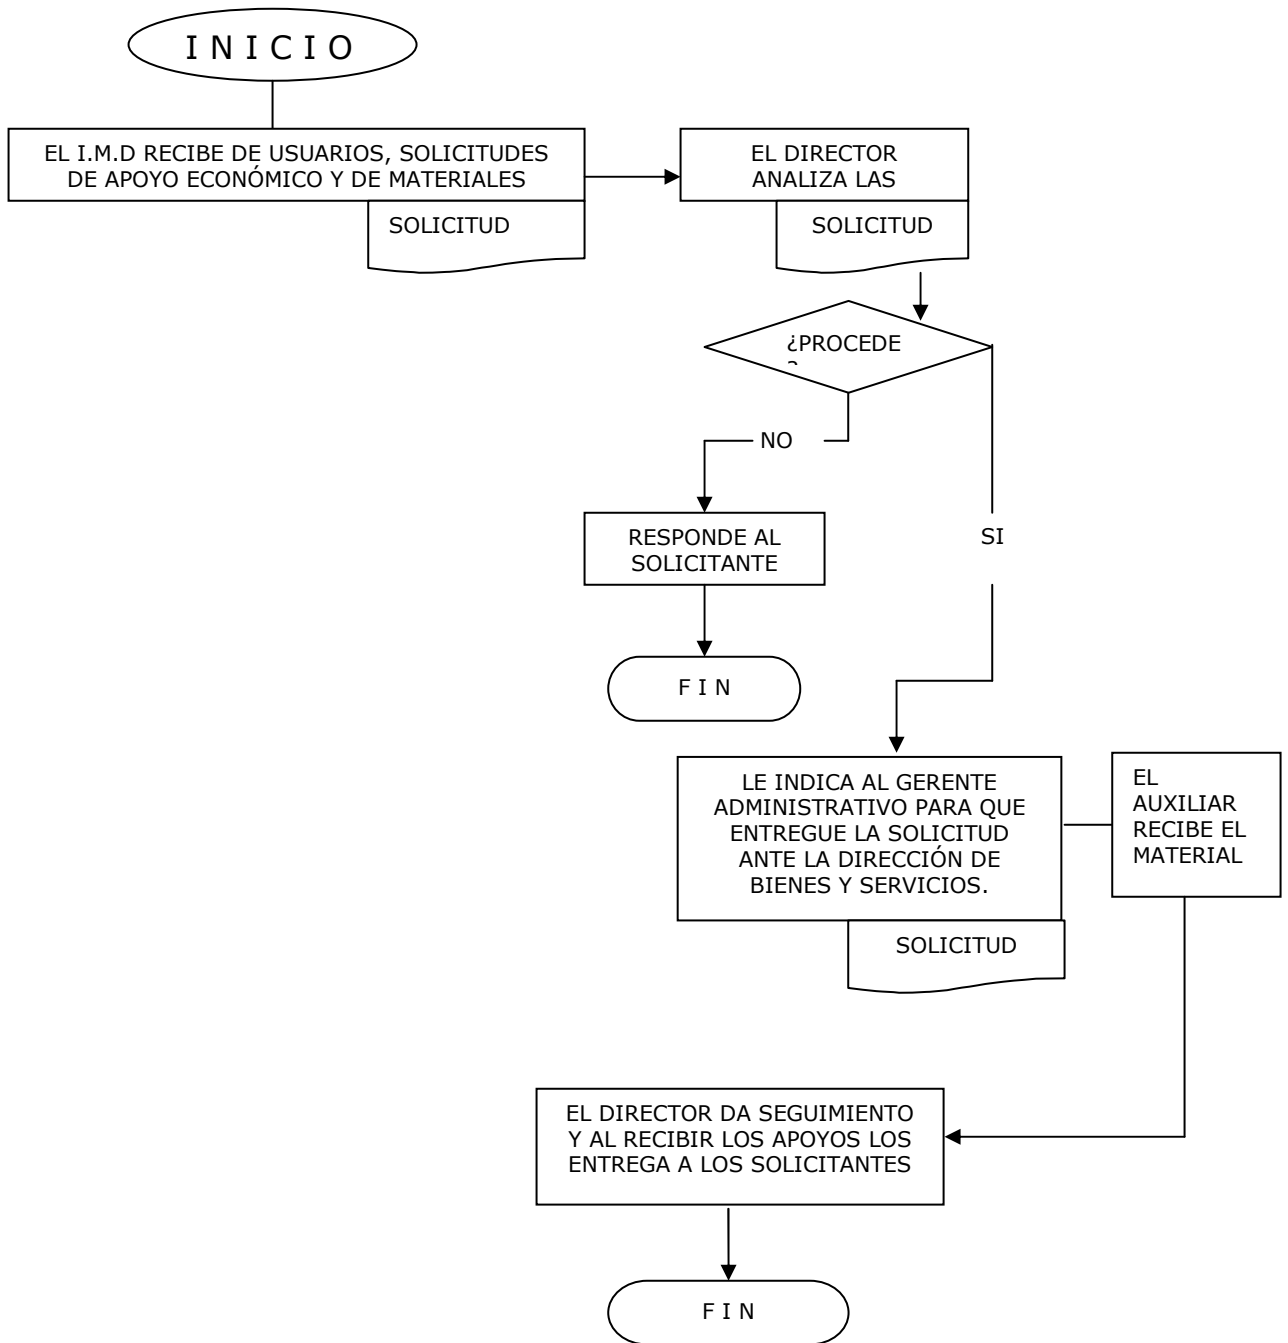 I N I C I O
EL I.M.D RECIBE DE USUARIOS, SOLICITUDES
DE APOYO ECONÓMICO Y DE MATERIALES
SOLICITUD
EL DIRECTOR
ANALIZA LAS
SOLICITUD
¿PROCEDE
?
NO
SI
RESPONDE AL
SOLICITANTE
F I N
LE INDICA AL GERENTE
ADMINISTRATIVO PARA QUE
ENTREGUE LA SOLICITUD
ANTE LA DIRECCIÓN DE
BIENES Y SERVICIOS.
SOLICITUD
EL
AUXILIAR
RECIBE EL
MATERIAL
EL DIRECTOR DA SEGUIMIENTO
Y AL RECIBIR LOS APOYOS LOS
ENTREGA A LOS SOLICITANTES
F I N